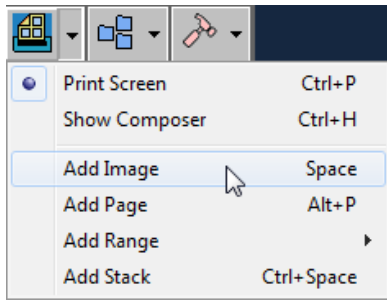 Print Screen Ctrl+P
Show Composer Ctrl+H
Add Image Space
Add Page Alt+P
Add Range
Add Stack Ctrl+Space